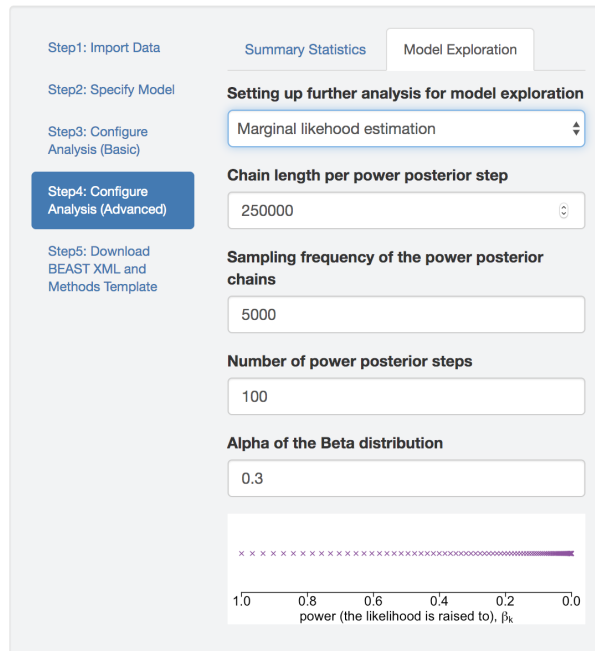 Step1: Import Data
Step2: Specify Model
Step3: Configure
Analysis (Basic)
Step4: Configure
Analysis (Advanced)
Step5: Download
BEAST XML and
Methods Template
Summary Statistics
Model Exploration
Setting up further analysis for model exploration
Marginal likehood estimation
Chain length per power posterior step
250000
Sampling frequency of the power posterior
chains
5000
Number of power posterior steps
100
Alpha of the Beta distribution
0.3
1.0 0.8 0.6 0.4 0.2 0.0
power (the likelihood is raised to), βk